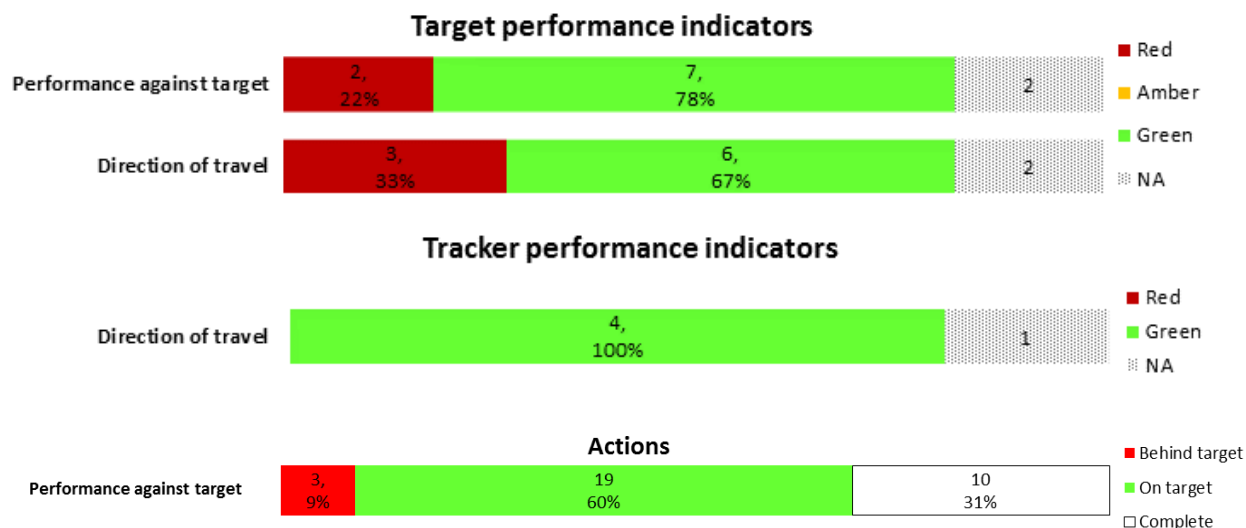 Target performance indicators
Performance against target
2,
22%
7,
78%
2
Direction of travel
3,
33%
6,
67%
2
Red
Amber
Green
NA
Tracker performance indicators
Direction of travel
4,
100%
1
Red
Green
NA
Actions
Performance against target
3,
9%
19
60%
10
31%
Behind target
On target
Complete